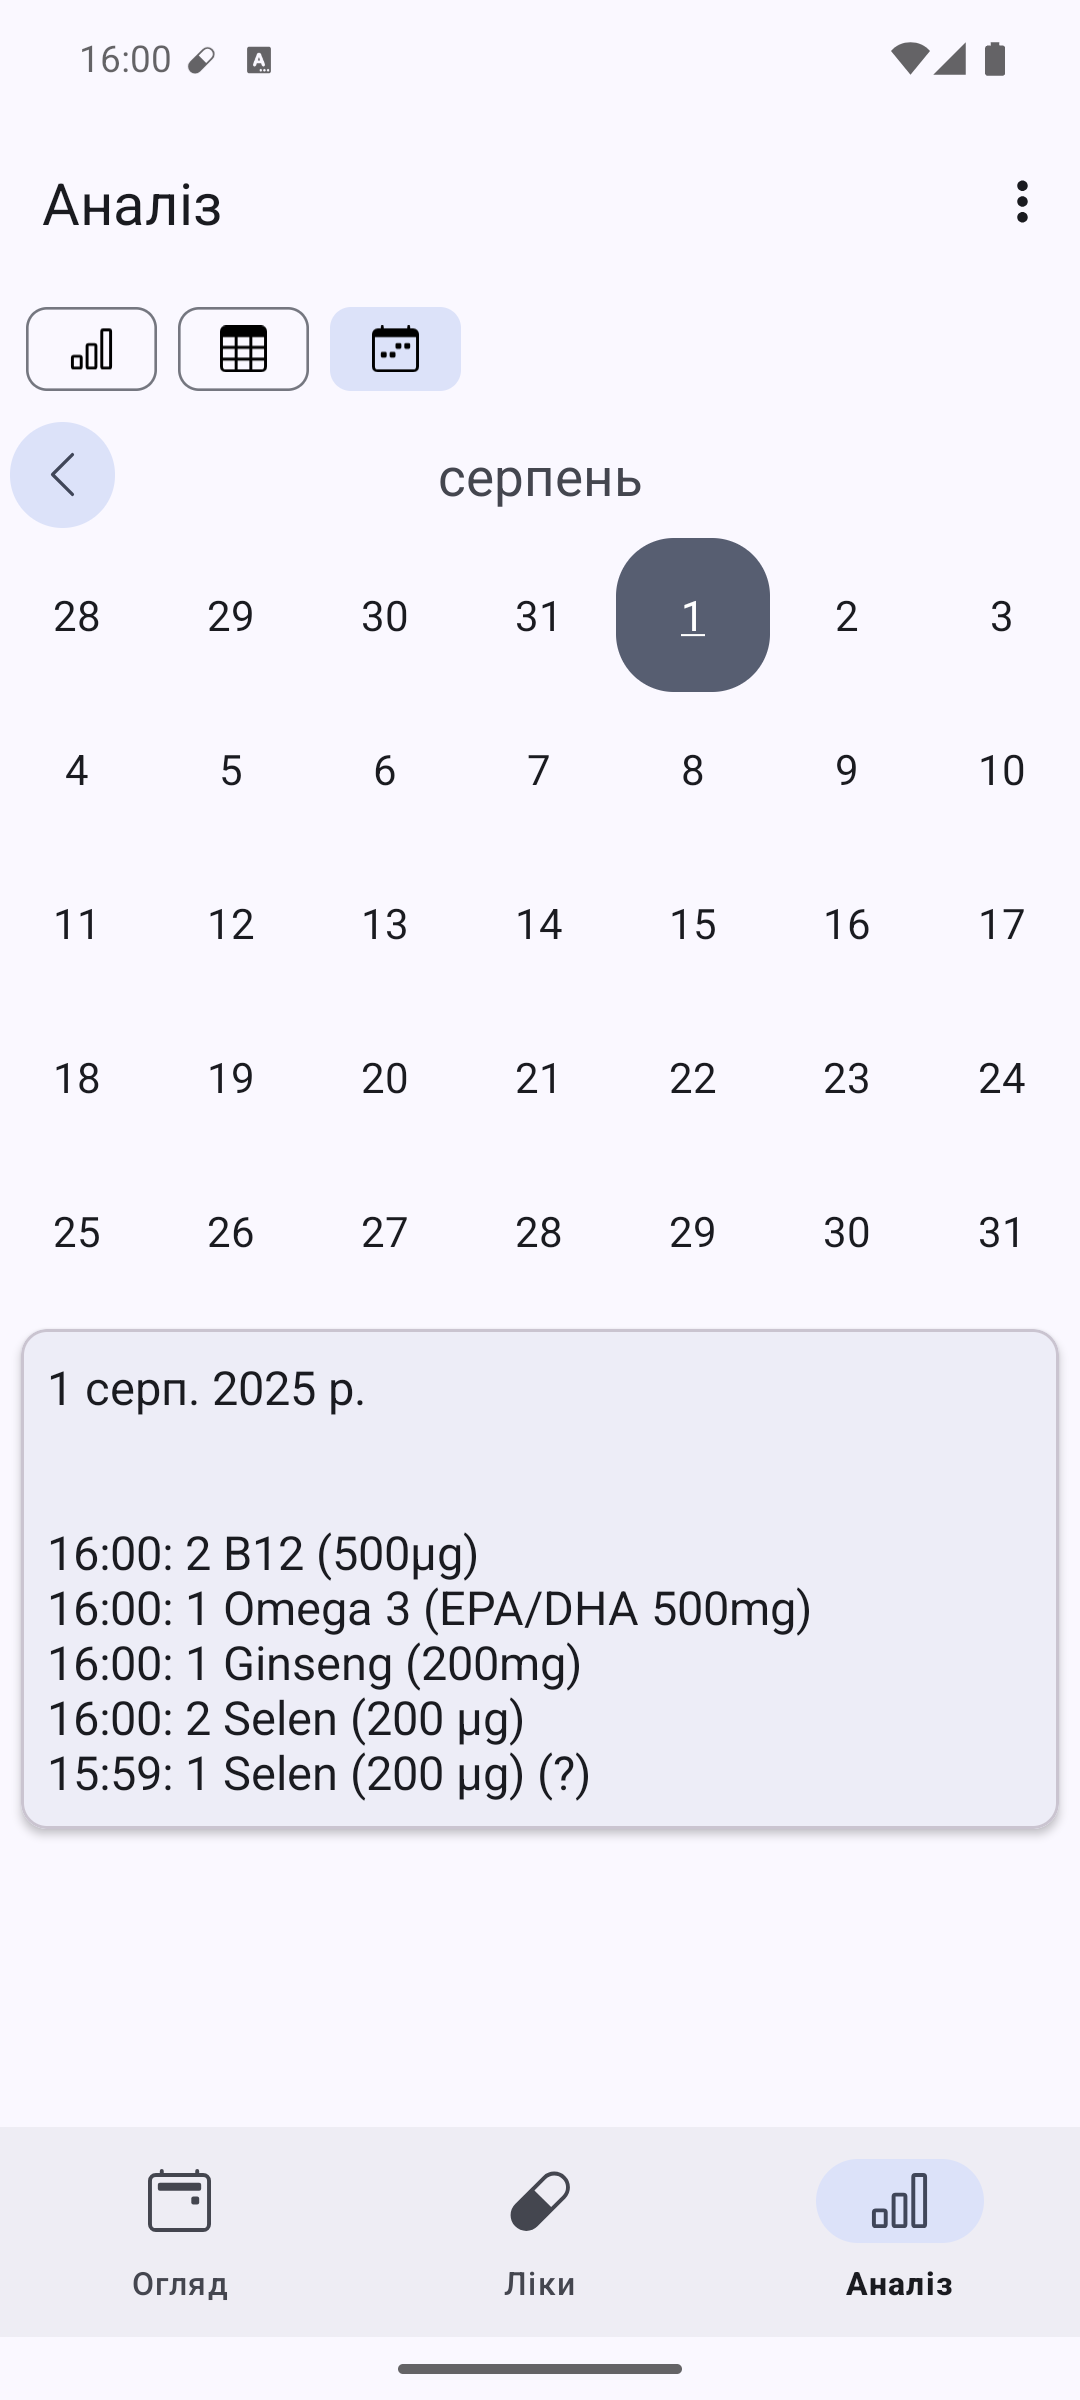 16:00
Аналіз
серпень
28 29 30 31 1 2 3
4 5 6 7 8 9 10
11 12 13 14 15 16 17
18 19 20 21 22 23 24
25 26 27 28 29 30 31
1 серп. 2025 р.
16:00: 2 B12 (500µg)
16:00: 1 Omega 3 (EPA/DHA 500mg)
16:00: 1 Ginseng (200mg)
16:00: 2 Selen (200 µg)
15:59: 1 Selen (200 µg) (?)
Огляд Ліки Аналіз